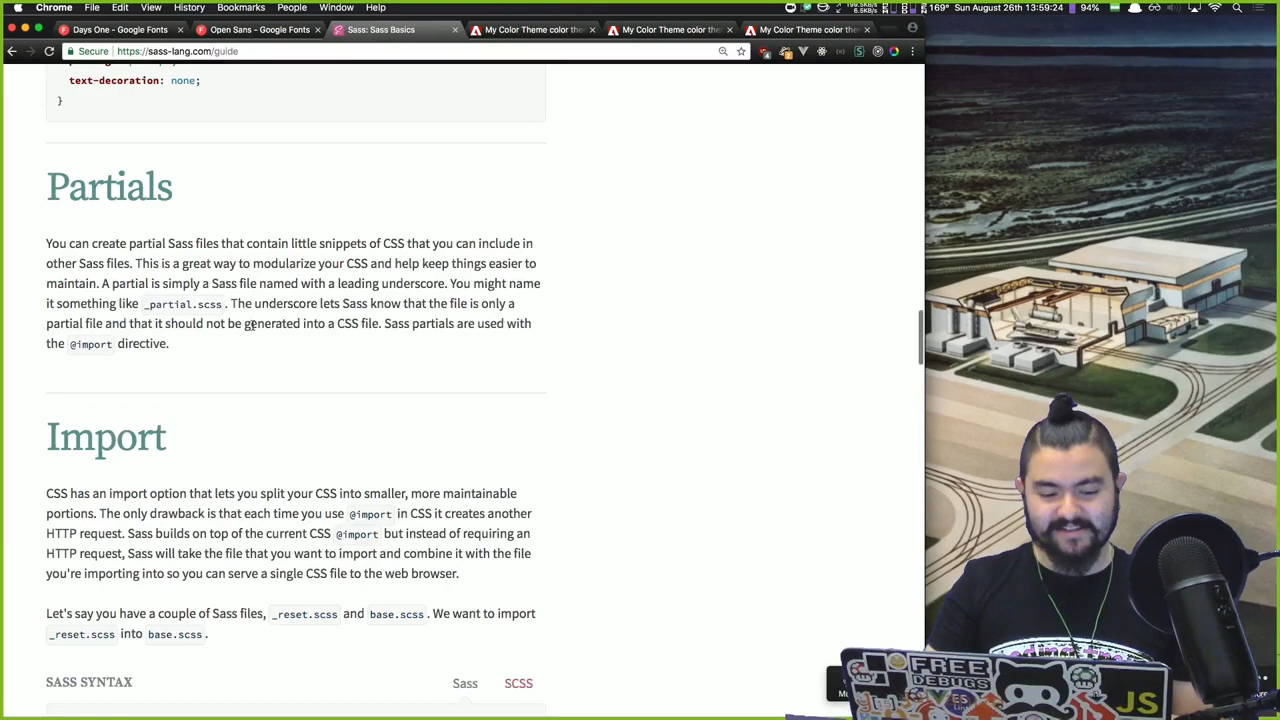 Chrome File Edit View History Bookmarks People Window Help
169° Sun August 26th 13:59:24 94%
Days One - Google Fonts
Open Sans - Google Fonts
Sass: Sass Basics
My Color Theme color the
My Color Theme color the
My Color Theme color the
Secure https://sass-lang.com/guide
text-decoration: none;
}
Partials
You can create partial Sass files that contain little snippets of CSS that you can include in
other Sass files. This is a great way to modularize your CSS and help keep things easier to
maintain. A partial is simply a Sass file named with a leading underscore. You might name
it something like _partial.scss. The underscore lets Sass know that the file is only a
partial file and that it should not be generated into a CSS file. Sass partials are used with
the @import directive.
Import
CSS has an import option that lets you split your CSS into smaller, more maintainable
portions. The only drawback is that each time you use @import in CSS it creates another
HTTP request. Sass builds on top of the current CSS @import but instead of requiring an
HTTP request, Sass will take the file that you want to import and combine it with the file
you're importing into so you can serve a single CSS file to the web browser.
Let's say you have a couple of Sass files, _reset.scss and base.scss. We want to import
_reset.scss into base.scss.
SASS SYNTAX
Sass SCSS
FREE
DEBUGS
JS